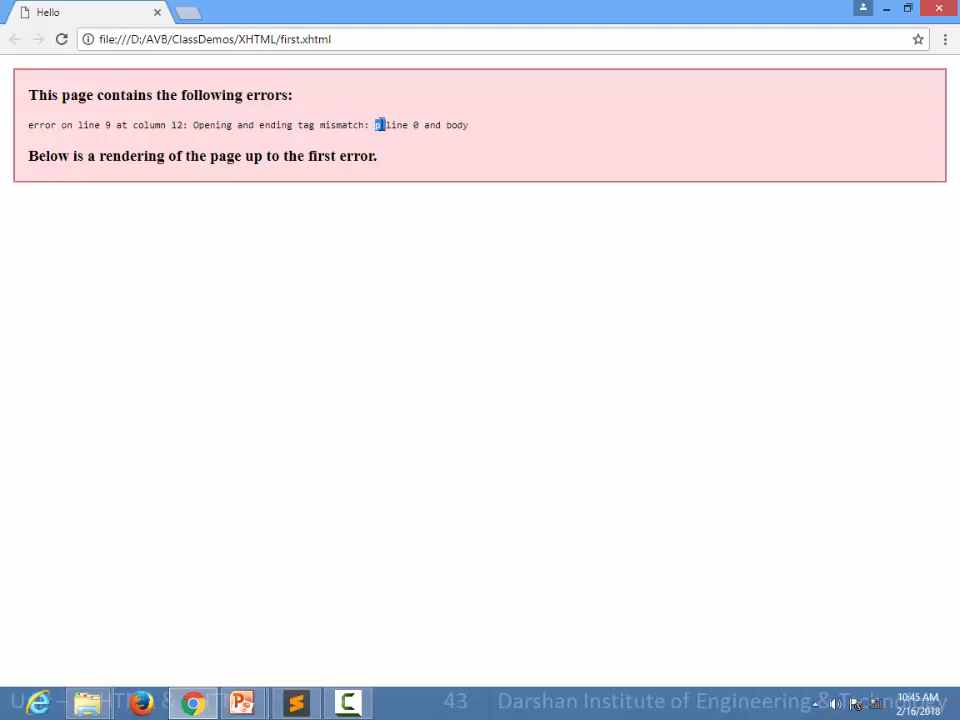 Hello
file:///D:/AVB/ClassDemos/XHTML/first.xhtml
This page contains the following errors:
error on line 9 at column 12: Opening and ending tag mismatch: p line 0 and body
Below is a rendering of the page up to the first error.
43 Darshan Institute of Engineering & Technology
10:45 AM
2/16/2018